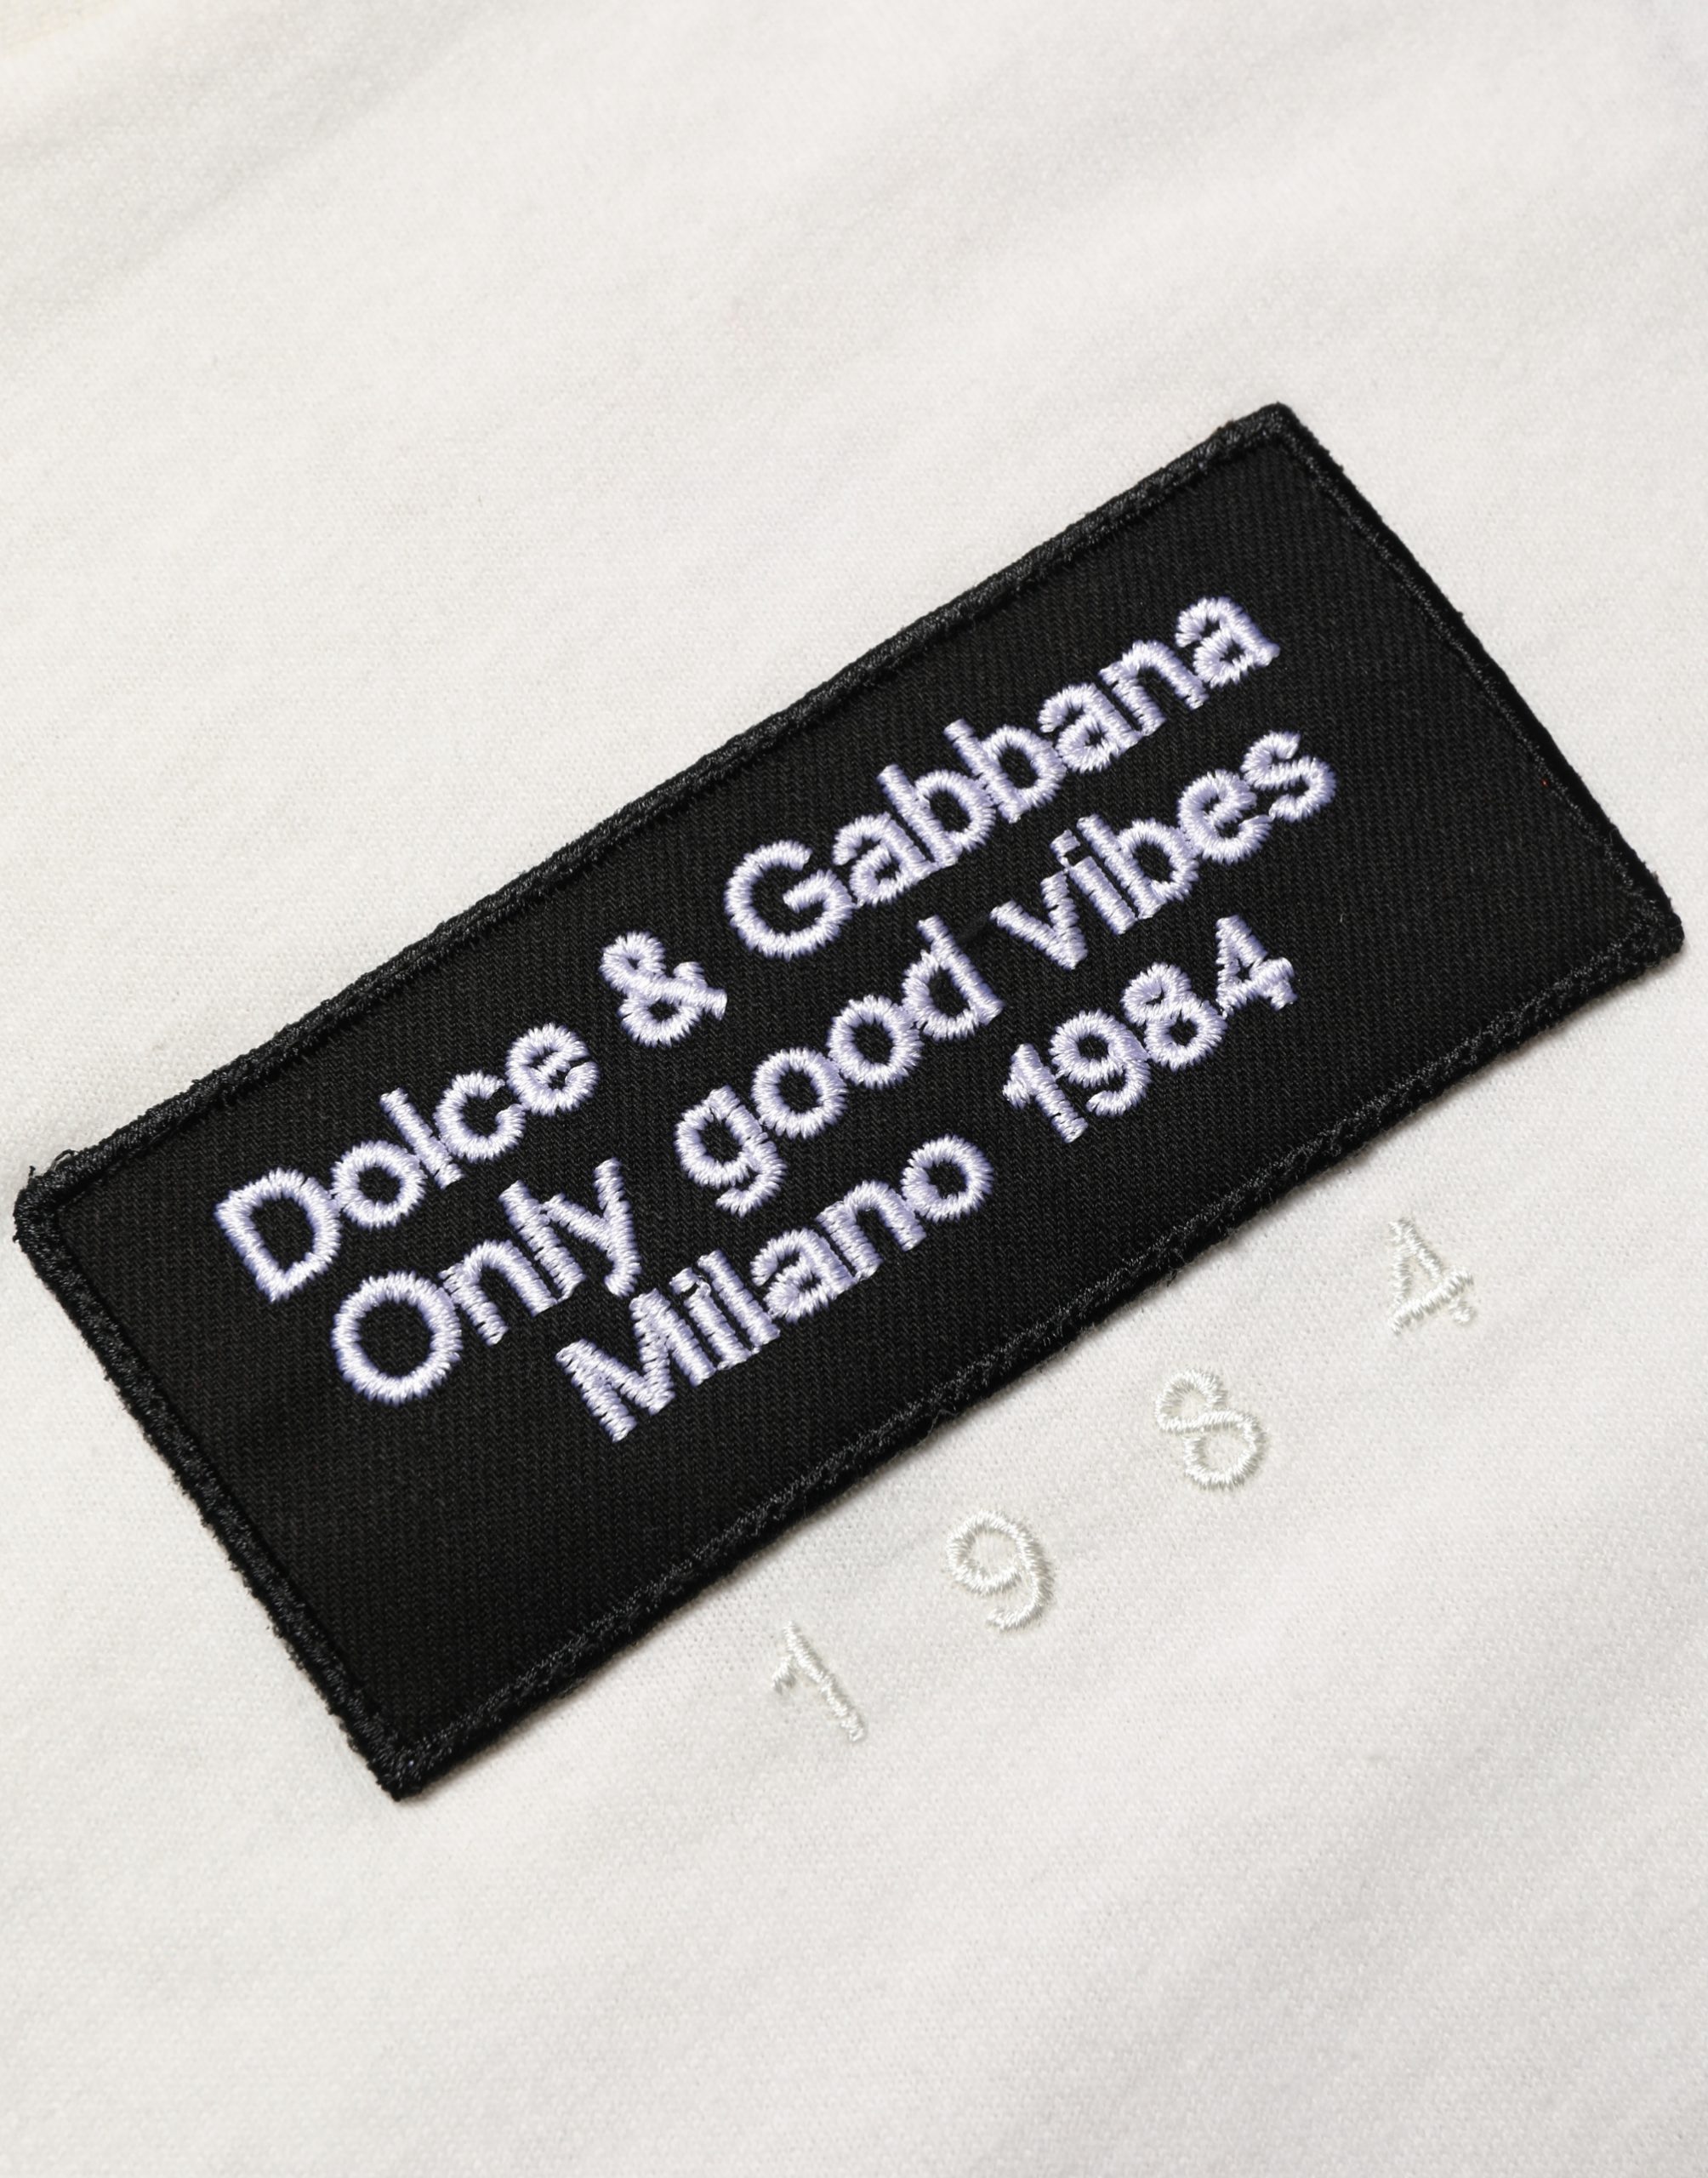 Dolce & Gabbana
Only good vibes
Milano 1984
1984